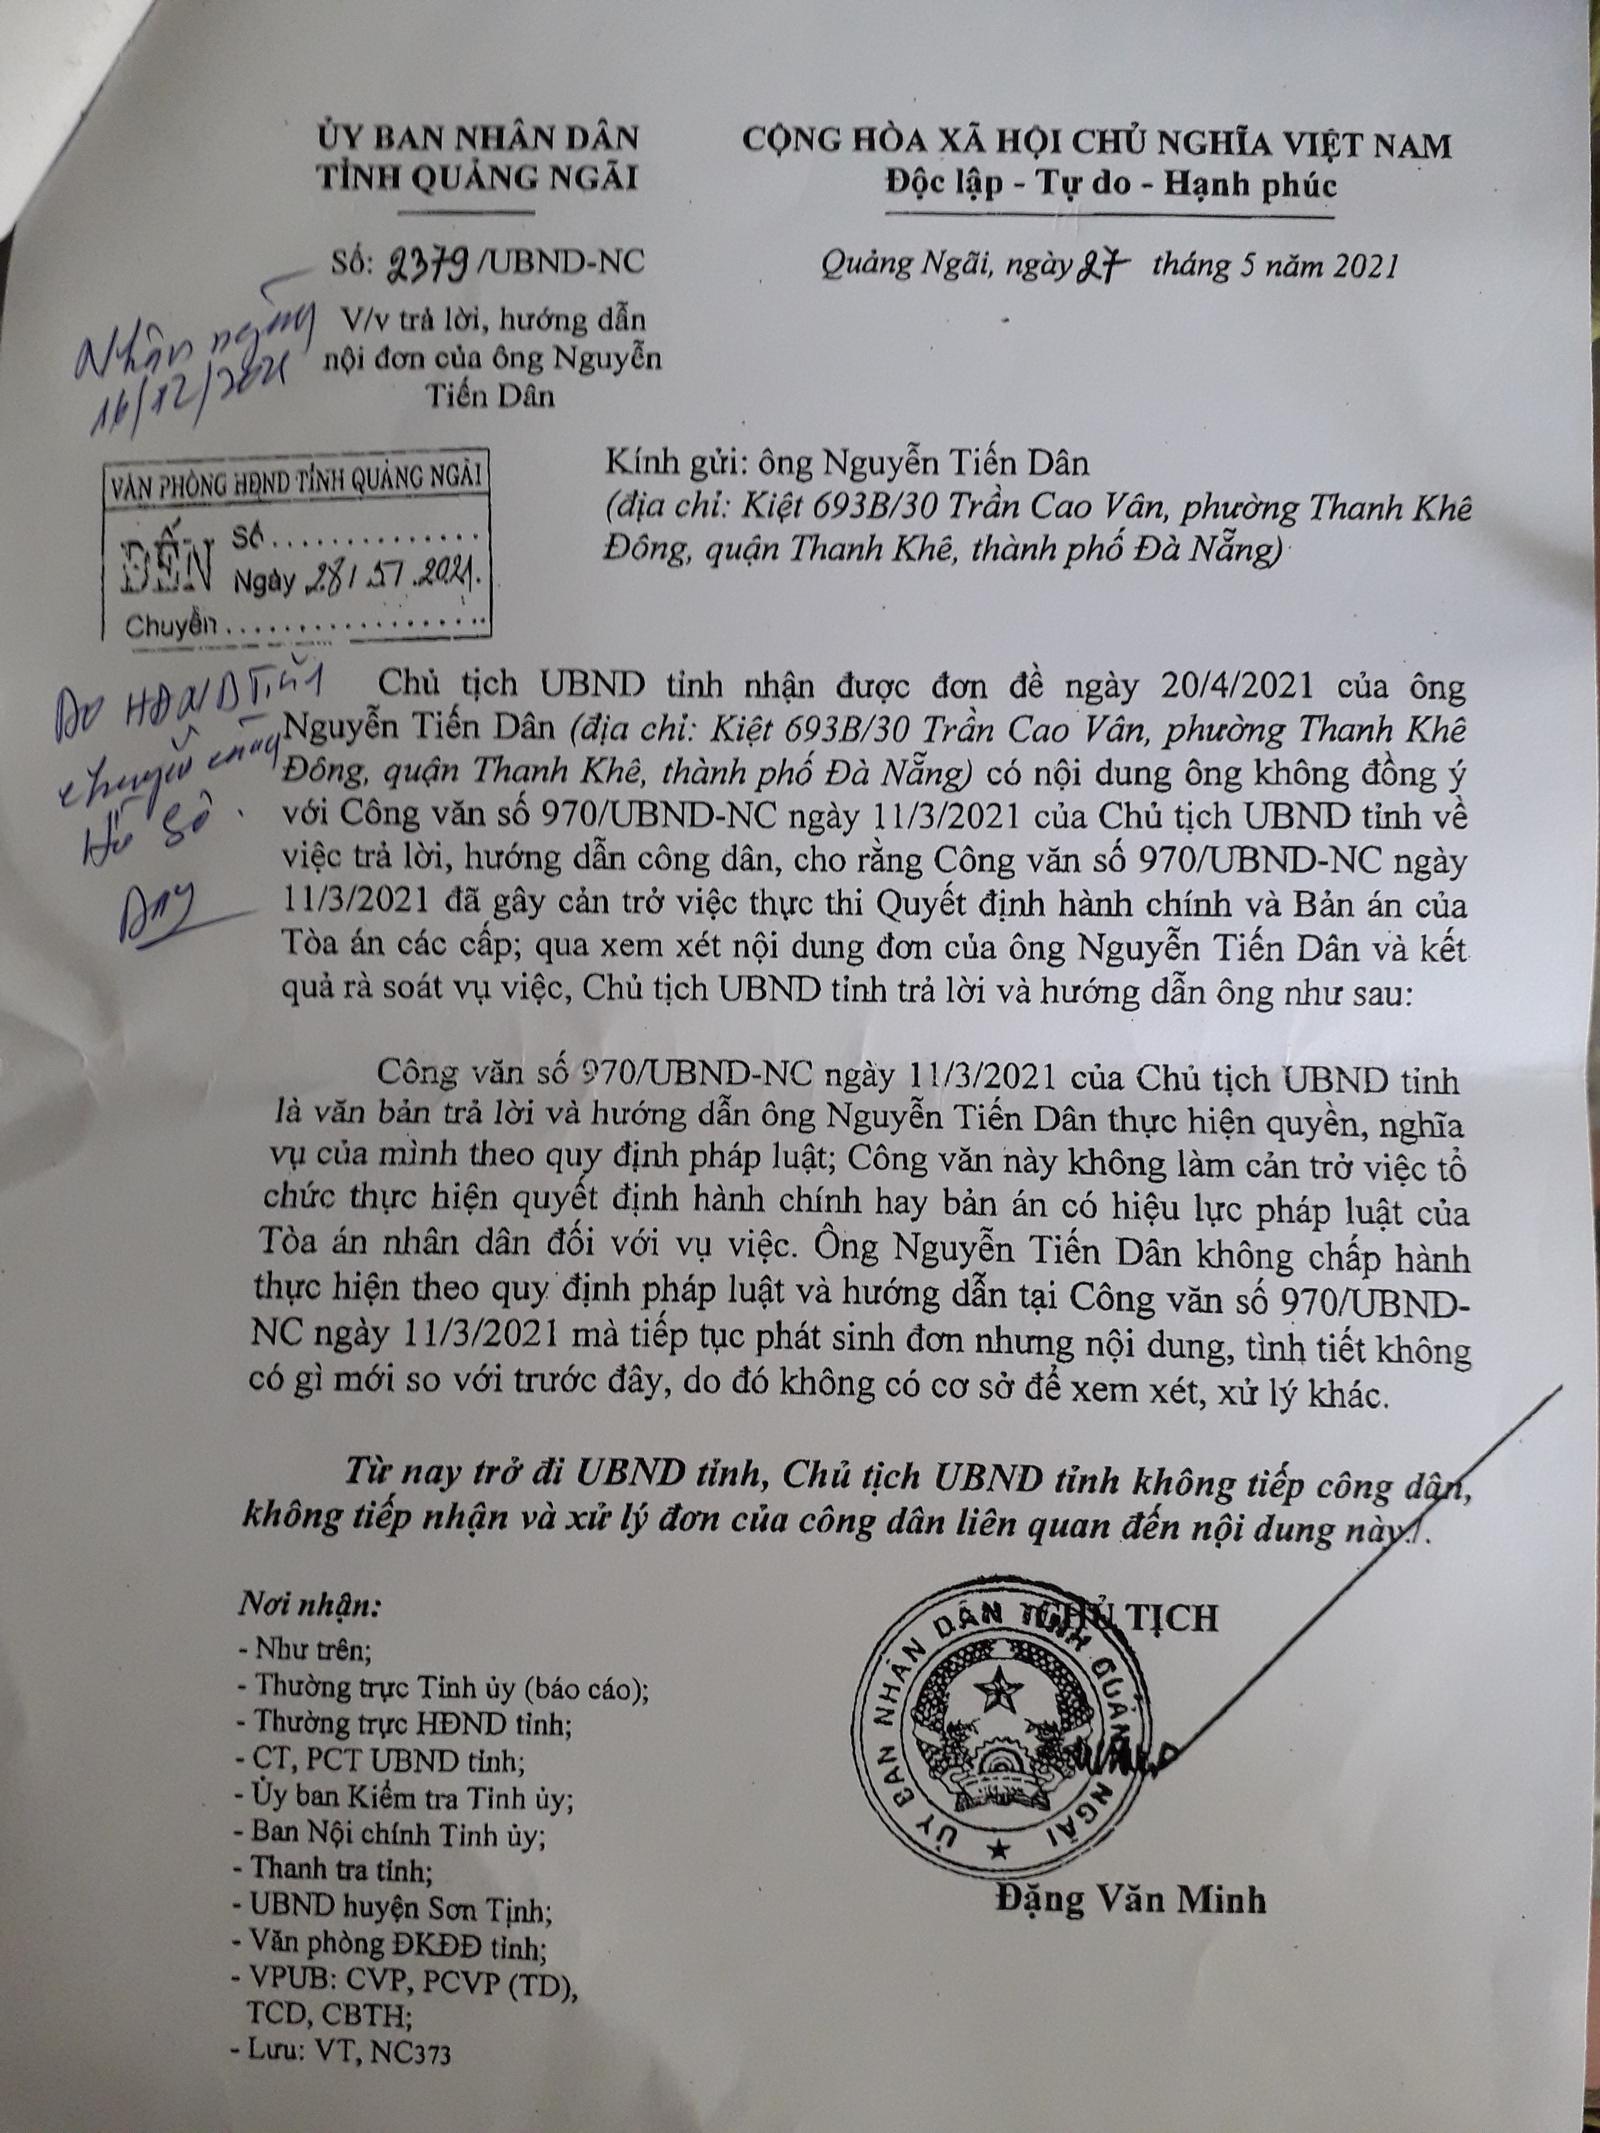 ỦY BAN NHÂN DÂN
TỈNH QUẢNG NGÃI
CỘNG HÒA XÃ HỘI CHỦ NGHĨA VIỆT NAM
Độc lập - Tự do - Hạnh phúc
Số: 2379/UBND-NC
Quảng Ngãi, ngày 27 tháng 5 năm 2021
V/v trả lời, hướng dẫn
nội đơn của ông Nguyễn
Tiến Dân
Nhận ngày
16/12/2021
VĂN PHÒNG HĐND TỈNH QUẢNG NGÃI
ĐẾN
Số ..............
Ngày 28/5/.2021.
Chuyển ................
Kính gửi: ông Nguyễn Tiến Dân
(địa chỉ: Kiệt 693B/30 Trần Cao Vân, phường Thanh Khê
Đông, quận Thanh Khê, thành phố Đà Nẵng)
Do HĐND Tỉnh
chuyển cùng
Hồ Sơ.
Chủ tịch UBND tỉnh nhận được đơn đề ngày 20/4/2021 của ông
Nguyễn Tiến Dân (địa chỉ: Kiệt 693B/30 Trần Cao Vân, phường Thanh Khê
Đông, quận Thanh Khê, thành phố Đà Nẵng) có nội dung ông không đồng ý
với Công văn số 970/UBND-NC ngày 11/3/2021 của Chủ tịch UBND tỉnh về
việc trả lời, hướng dẫn công dân, cho rằng Công văn số 970/UBND-NC ngày
11/3/2021 đã gây cản trở việc thực thi Quyết định hành chính và Bản án của
Tòa án các cấp; qua xem xét nội dung đơn của ông Nguyễn Tiến Dân và kết
quả rà soát vụ việc, Chủ tịch UBND tỉnh trả lời và hướng dẫn ông như sau:
Công văn số 970/UBND-NC ngày 11/3/2021 của Chủ tịch UBND tỉnh
là văn bản trả lời và hướng dẫn ông Nguyễn Tiến Dân thực hiện quyền, nghĩa
vụ của mình theo quy định pháp luật; Công văn này không làm cản trở việc tổ
chức thực hiện quyết định hành chính hay bản án có hiệu lực pháp luật của
Tòa án nhân dân đối với vụ việc. Ông Nguyễn Tiến Dân không chấp hành
thực hiện theo quy định pháp luật và hướng dẫn tại Công văn số 970/UBND-
NC ngày 11/3/2021 mà tiếp tục phát sinh đơn nhưng nội dung, tình tiết không
có gì mới so với trước đây, do đó không có cơ sở để xem xét, xử lý khác.
Từ nay trở đi UBND tỉnh, Chủ tịch UBND tỉnh không tiếp công dân,
không tiếp nhận và xử lý đơn của công dân liên quan đến nội dung này./.
Nơi nhận:
- Như trên;
- Thường trực Tỉnh ủy (báo cáo);
- Thường trực HĐND tỉnh;
- CT, PCT UBND tỉnh;
- Ủy ban Kiểm tra Tỉnh ủy;
- Ban Nội chính Tỉnh ủy;
- Thanh tra tỉnh;
- UBND huyện Sơn Tịnh;
- Văn phòng ĐKĐĐ tỉnh;
- VPUB: CVP, PCVP (TD),
TCD, CBTH;
- Lưu: VT, NC373
CHỦ TỊCH
ỦY BAN NHÂN DÂN TỈNH QUẢNG NGÃI
Đặng Văn Minh